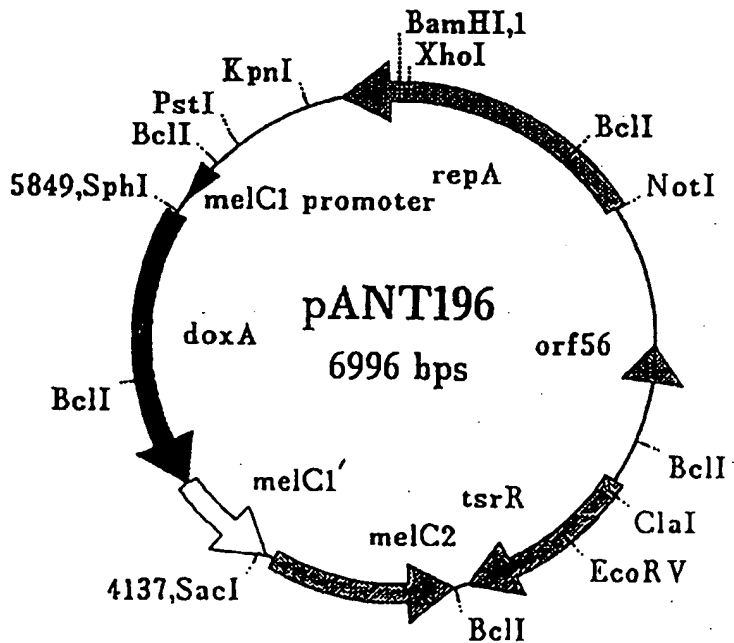 BamHI,1
XhoI
KpnI
PstI
BclI
BclI
5849,SphI
melC1 promoter
repA
NotI
pANT196
6996 bps
doxA
orf56
BclI
BclI
melC1′
tsrR
ClaI
melC2
EcoRV
4137,SacI
BclI